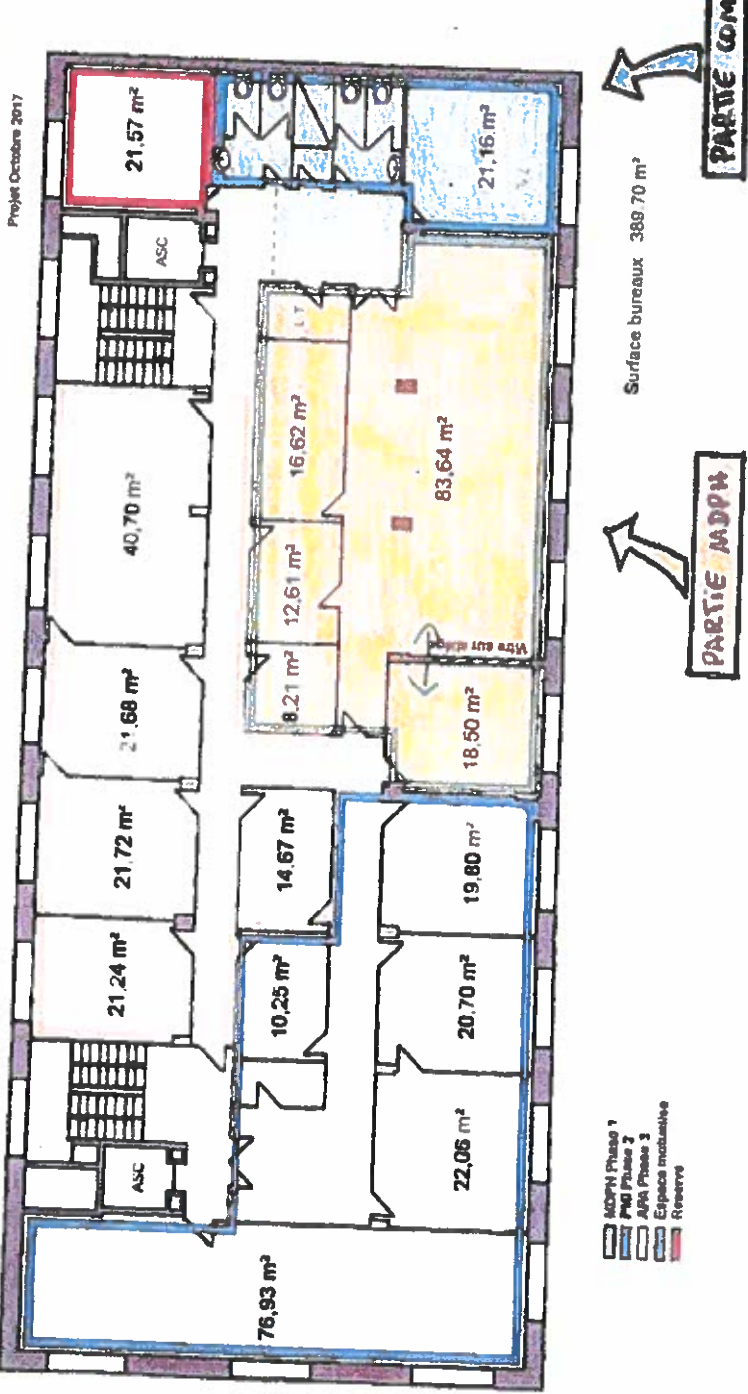 Projet Octobre 2017
21,57 m²
ASC
40,70 m²
21,68 m²
21,72 m²
21,24 m²
ASC
76,93 m²
21,16 m²
LT
16,62 m²
12,61 m²
8,21 m²
83,64 m²
18,50 m²
14,67 m²
10,25 m²
19,80 m²
20,70 m²
22,06 m²
Surface bureaux 389.70 m²
PARTIE COM
PARTIE MDPH
MDPH Phase 1
PMI Phase 2
APA Phase 3
Espace mutualisé
Reserve